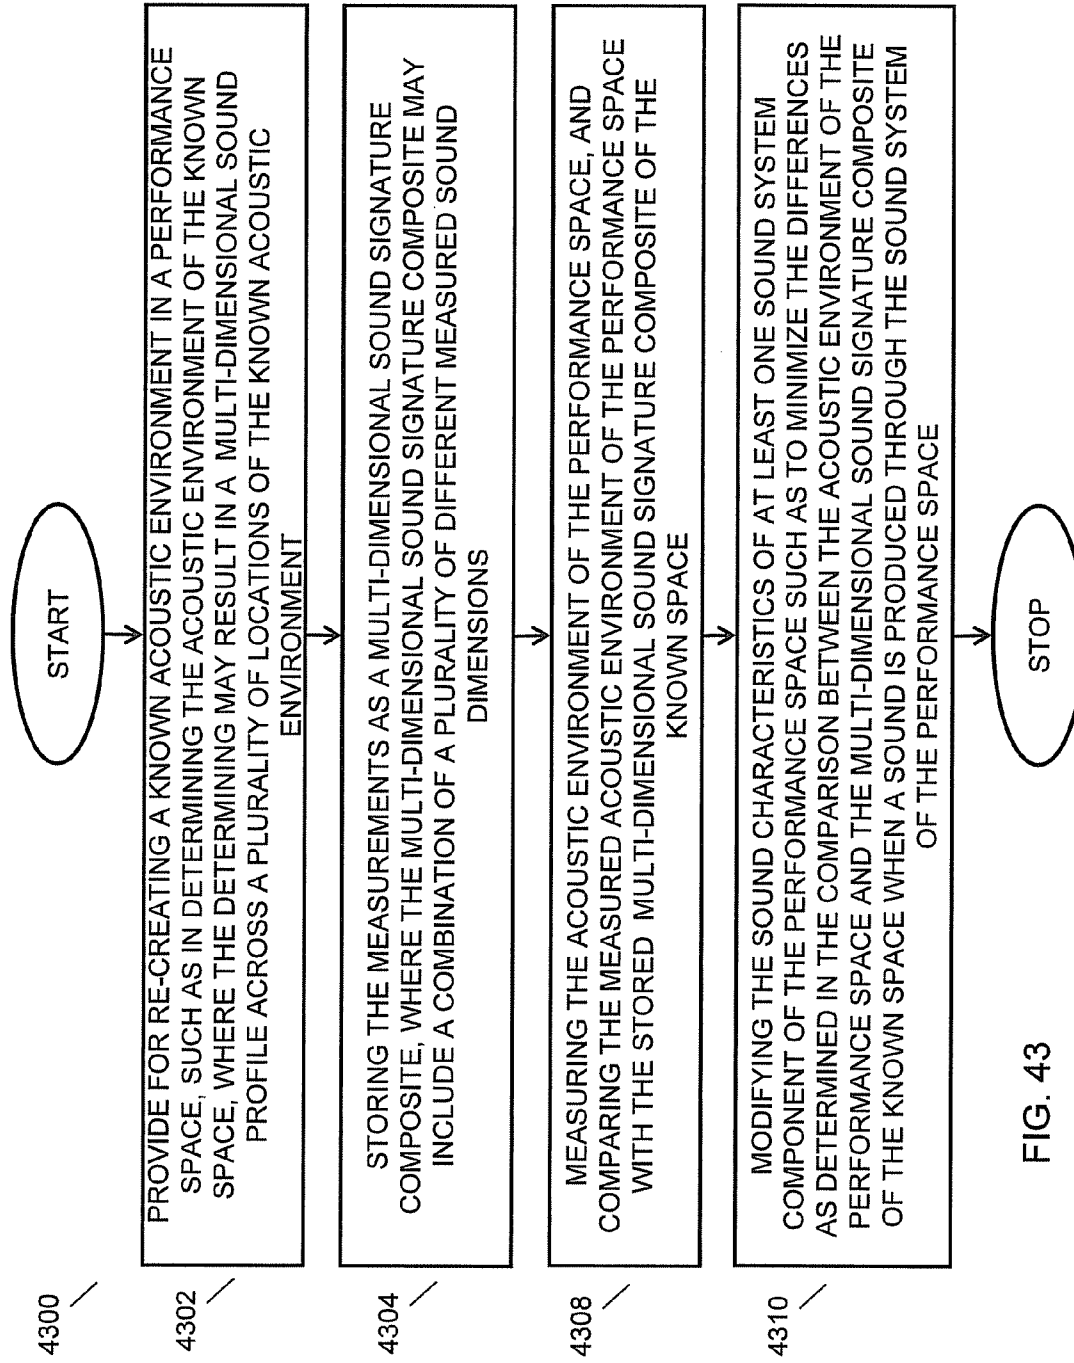 4300
START
4302
PROVIDE FOR RE-CREATING A KNOWN ACOUSTIC ENVIRONMENT IN A PERFORMANCE
SPACE, SUCH AS IN DETERMINING THE ACOUSTIC ENVIRONMENT OF THE KNOWN
SPACE, WHERE THE DETERMINING MAY RESULT IN A MULTI-DIMENSIONAL SOUND
PROFILE ACROSS A PLURALITY OF LOCATIONS OF THE KNOWN ACOUSTIC
ENVIRONMENT
4304
STORING THE MEASUREMENTS AS A MULTI-DIMENSIONAL SOUND SIGNATURE
COMPOSITE, WHERE THE MULTI-DIMENSIONAL SOUND SIGNATURE COMPOSITE MAY
INCLUDE A COMBINATION OF A PLURALITY OF DIFFERENT MEASURED SOUND
DIMENSIONS
4308
MEASURING THE ACOUSTIC ENVIRONMENT OF THE PERFORMANCE SPACE, AND
COMPARING THE MEASURED ACOUSTIC ENVIRONMENT OF THE PERFORMANCE SPACE
WITH THE STORED MULTI-DIMENSIONAL SOUND SIGNATURE COMPOSITE OF THE
KNOWN SPACE
4310
MODIFYING THE SOUND CHARACTERISTICS OF AT LEAST ONE SOUND SYSTEM
COMPONENT OF THE PERFORMANCE SPACE SUCH AS TO MINIMIZE THE DIFFERENCES
AS DETERMINED IN THE COMPARISON BETWEEN THE ACOUSTIC ENVIRONMENT OF THE
PERFORMANCE SPACE AND THE MULTI-DIMENSIONAL SOUND SIGNATURE COMPOSITE
OF THE KNOWN SPACE WHEN A SOUND IS PRODUCED THROUGH THE SOUND SYSTEM
OF THE PERFORMANCE SPACE
STOP
FIG. 43